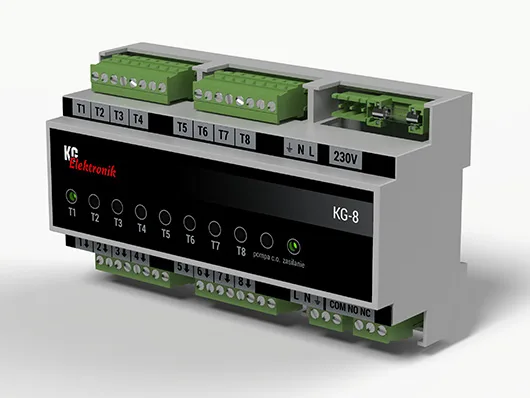 T1 T2 T3 T4
T5 T6 T7 T8
N L
230V
KG
Elektronik
KG-8
T1 T2 T3 T4 T5 T6 T7 T8 pompa c.o. zasilanie
1 2 3 4
5 6 7 8
L N
COM NO NC